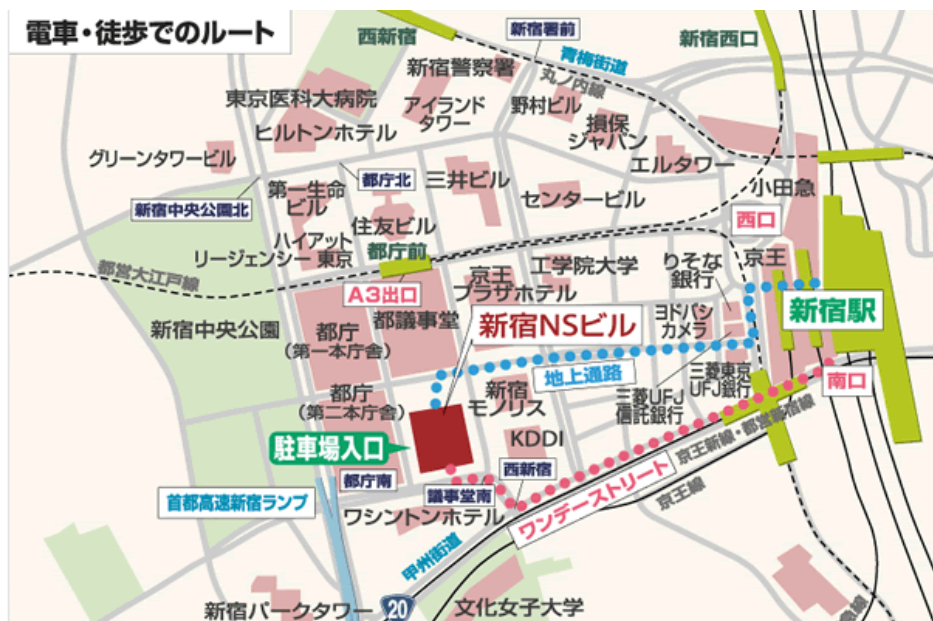 電車・徒歩でのルート
西新宿
新宿署前
新宿西口
青梅街道
丸ノ内線
新宿警察署
東京医科大病院
アイランド
タワー
野村ビル
ヒルトンホテル
損保
ジャパン
グリーンタワービル
エルタワー
都庁北
三井ビル
小田急
第一生命
ビル
センタービル
新宿中央公園北
住友ビル
西口
ハイアット
リージェンシー 東京
都庁前
京王
都営大江戸線
A3出口
京王
プラザホテル
工学院大学
りそな
銀行
新宿駅
新宿中央公園
都庁
(第一本庁舎)
都議事堂
新宿NSビル
ヨドバシ
カメラ
地上通路
南口
都庁
(第二本庁舎)
新宿
モノリス
三菱UFJ
信託銀行
三菱東京
UFJ銀行
駐車場入口
KDDI
京王新線・都営新宿線
都庁南
議事堂南
西新宿
首都高速新宿ランプ
ワシントンホテル
ワンデーストリート
京王線
甲州街道
新宿パークタワー
20
文化女子大学
急線